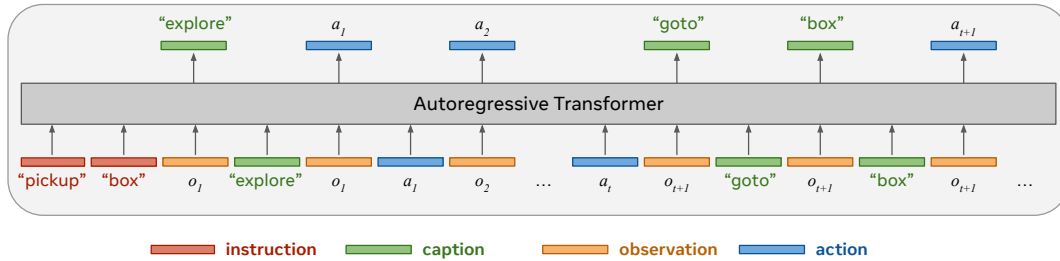 “explore” a1 a2 “goto” “box” at+1
Autoregressive Transformer
“pickup” “box” o1 “explore” o1 a1 o2 ... at ot+1 “goto” ot+1 “box” ot+1 ...
instruction caption observation action